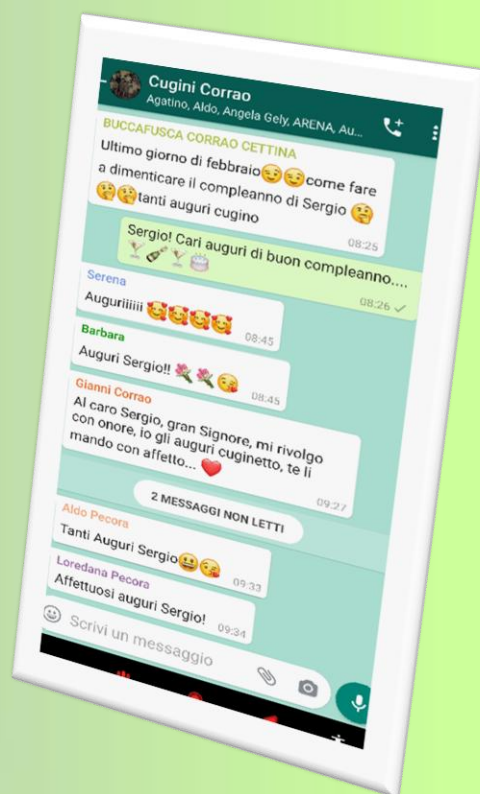 Cugini Corrao
Agatino, Aldo, Angela Gely, ARENA, Au...
BUCCAFUSCA CORRAO CETTINA
Ultimo giorno di febbraio😏😏come fare
a dimenticare il compleanno di Sergio 🤔
🤔🤔tanti auguri cugino
08:25
Sergio! Cari auguri di buon compleanno....
🍸🍾🍸🎂
08:26 ✓
Serena
Auguriiiiii 🥰🥰🥰🥰
08:45
Barbara
Auguri Sergio!! 🌷🌷😘
08:45
Gianni Corrao
Al caro Sergio, gran Signore, mi rivolgo
con onore, io gli auguri cuginetto, te li
mando con affetto... ❤️
09:27
2 MESSAGGI NON LETTI
Aldo Pecora
Tanti Auguri Sergio😀😘
09:33
Loredana Pecora
Affettuosi auguri Sergio!
09:34
Scrivi un messaggio